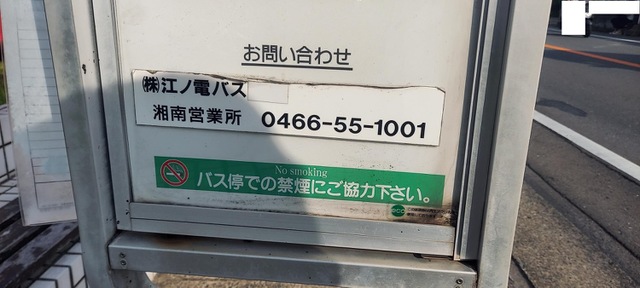 お問い合わせ
㈱江ノ電バス
湘南営業所 0466-55-1001
No smoking
バス停での禁煙にご協力下さい。